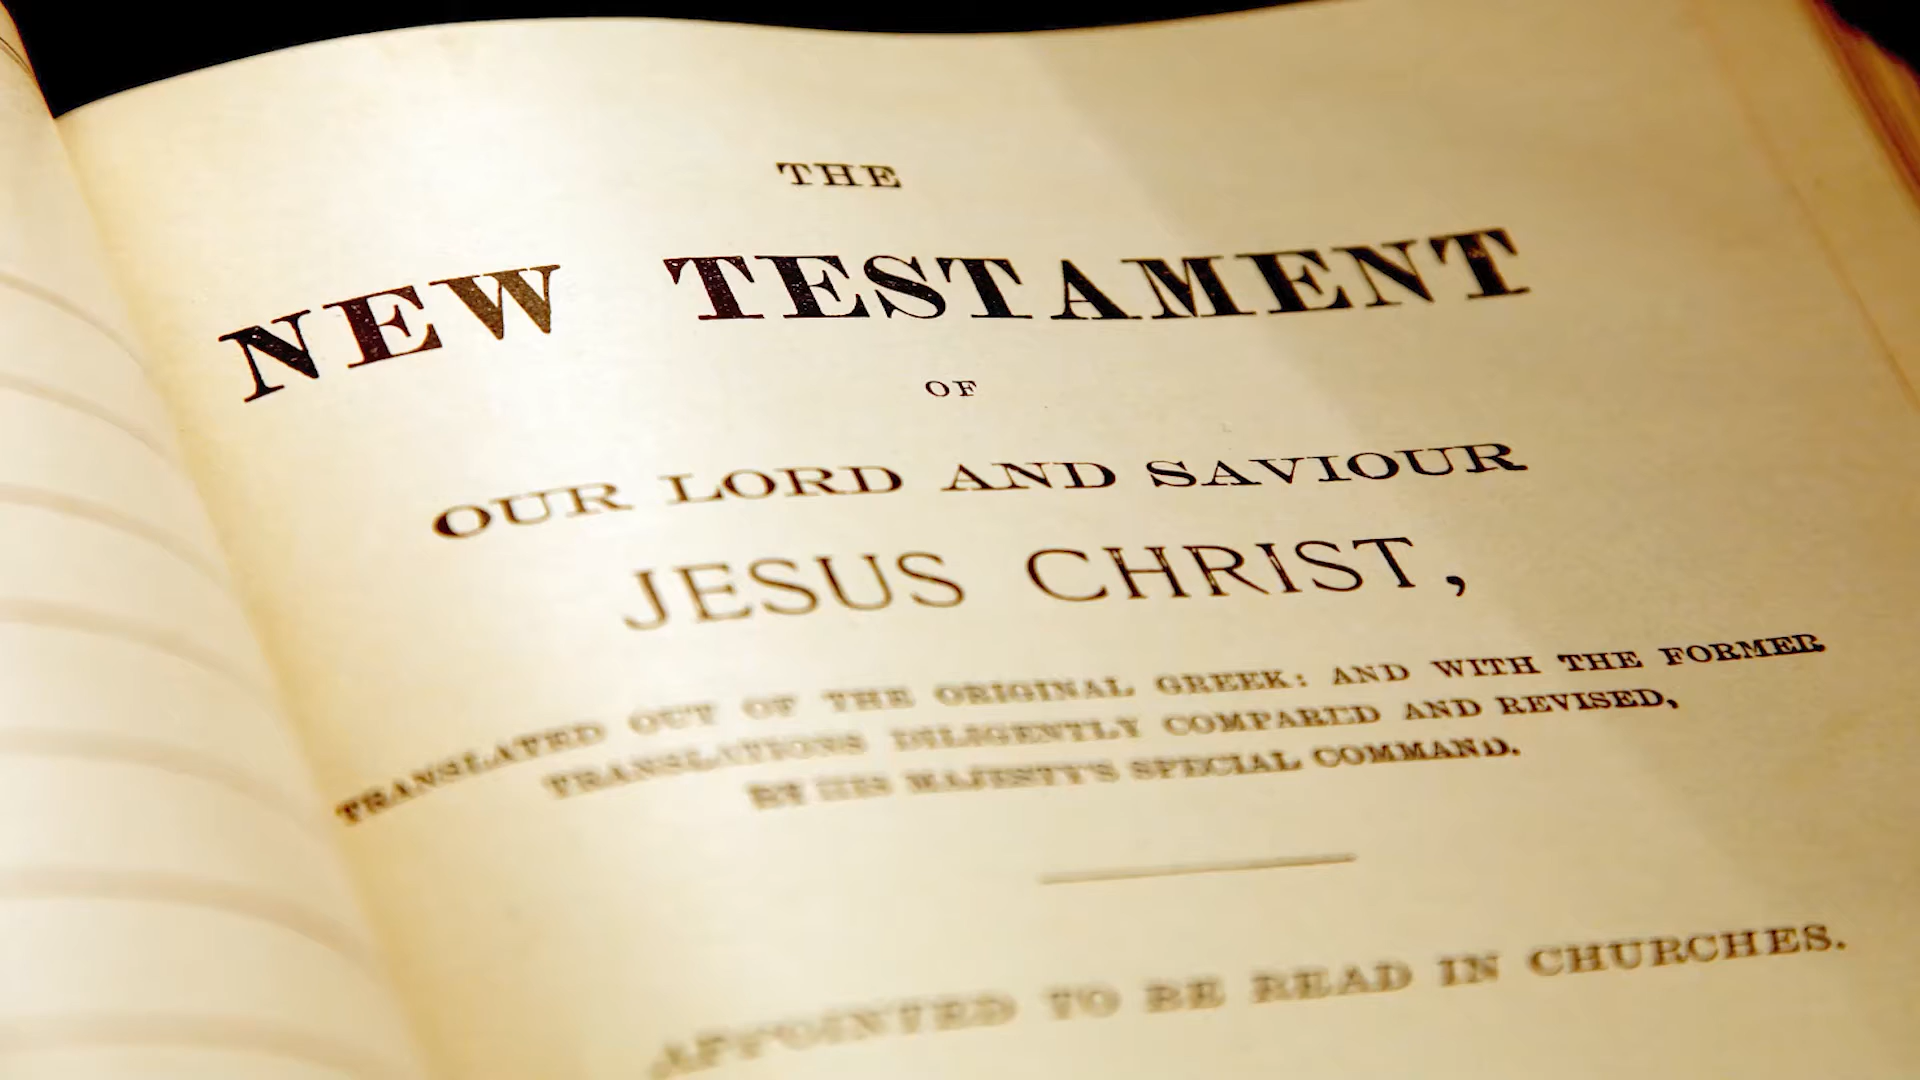 THE
NEW TESTAMENT
OF
OUR LORD AND SAVIOUR
JESUS CHRIST,
TRANSLATED OUT OF THE ORIGINAL GREEK: AND WITH THE FORMER
TRANSLATIONS DILIGENTLY COMPARED AND REVISED,
BY HIS MAJESTY'S SPECIAL COMMAND.
APPOINTED TO BE READ IN CHURCHES.